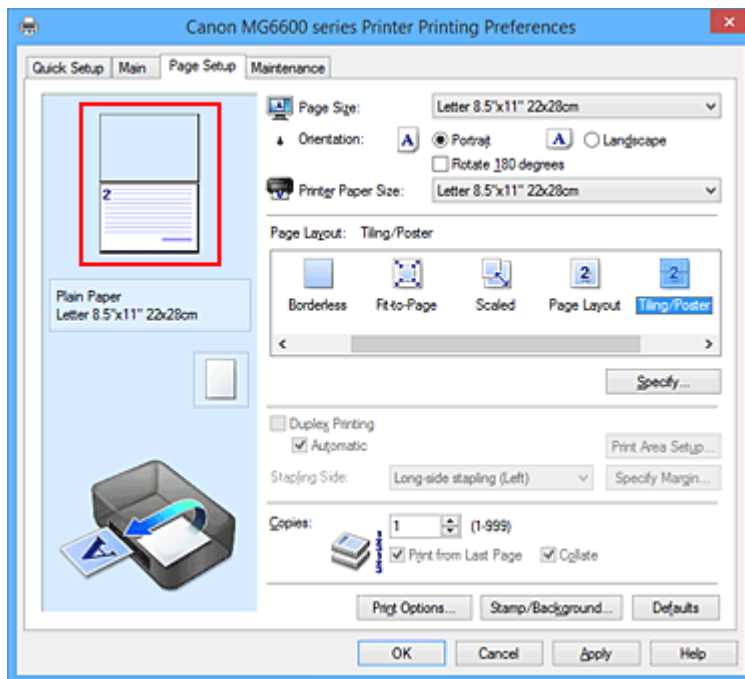 Canon MG6600 series Printer Printing Preferences
Quick Setup Main Page Setup Maintenance
2
Plain Paper
Letter 8.5"x11" 22x28cm
A
Page Size: Letter 8.5"x11" 22x28cm
Orientation: A Portrait A Landscape
Rotate 180 degrees
Printer Paper Size: Letter 8.5"x11" 22x28cm
Page Layout: Tiling/Poster
2 2
Borderless Fit-to-Page Scaled Page Layout Tiling/Poster
Specify...
Duplex Printing
Automatic Print Area Setup...
Stapling Side: Long-side stapling (Left) Specify Margin...
Copies: 1 (1-999)
Print from Last Page Collate
Print Options... Stamp/Background... Defaults
OK Cancel Apply Help